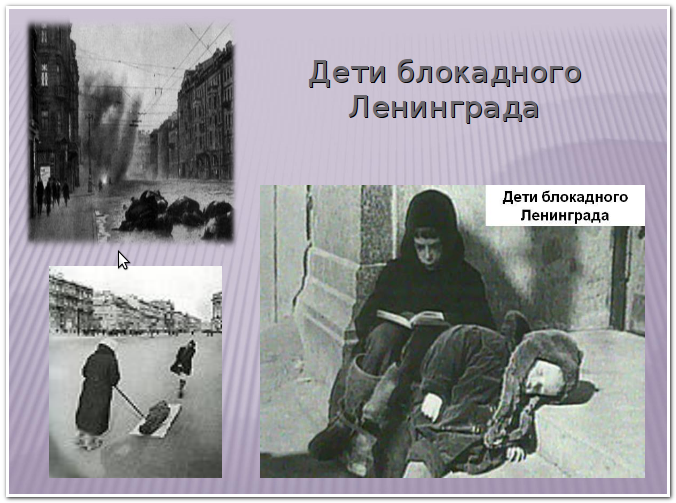 Дети блокадного
Ленинграда
Дети блокадного
Ленинграда